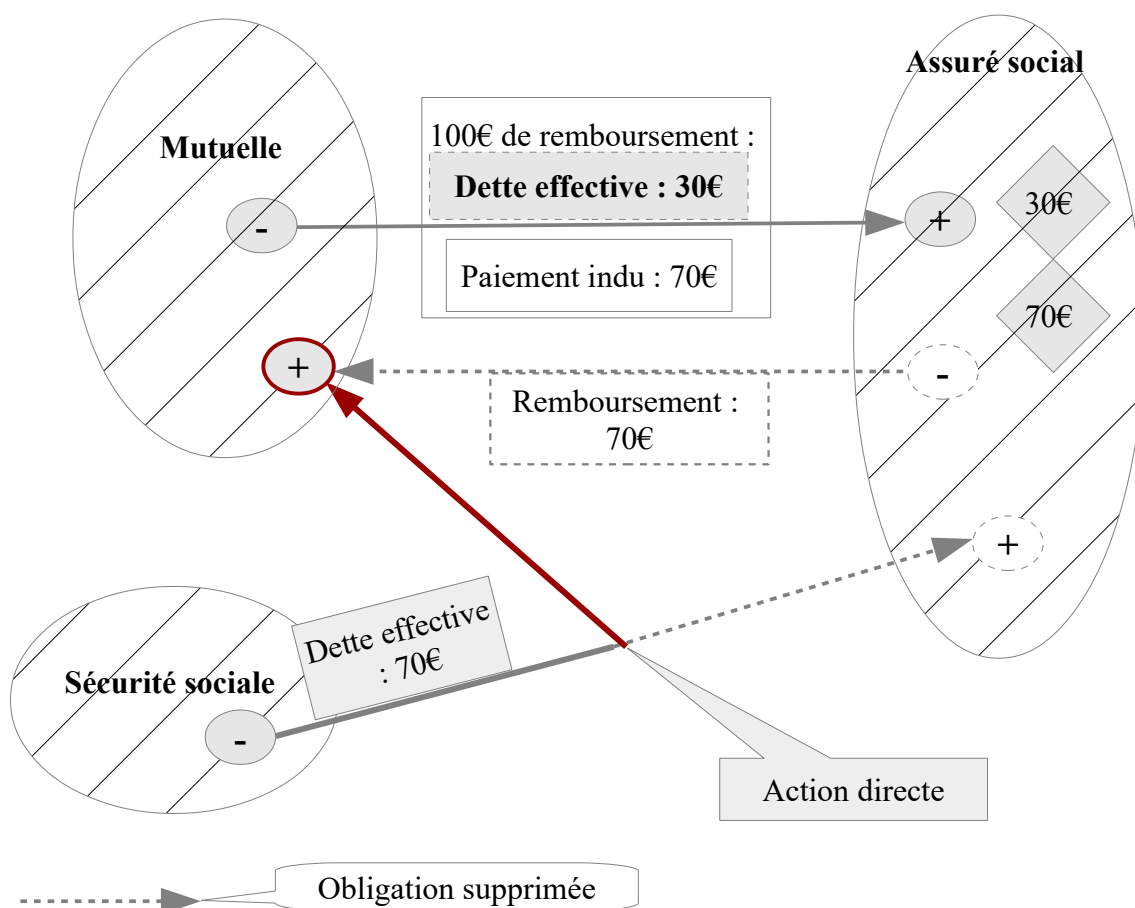 Assuré social
Mutuelle
100€ de remboursement :
Dette effective : 30€
-
+
30€
Paiement indu : 70€
70€
+
-
Remboursement :
70€
+
Dette effective
: 70€
Sécurité sociale
-
Action directe
Obligation supprimée